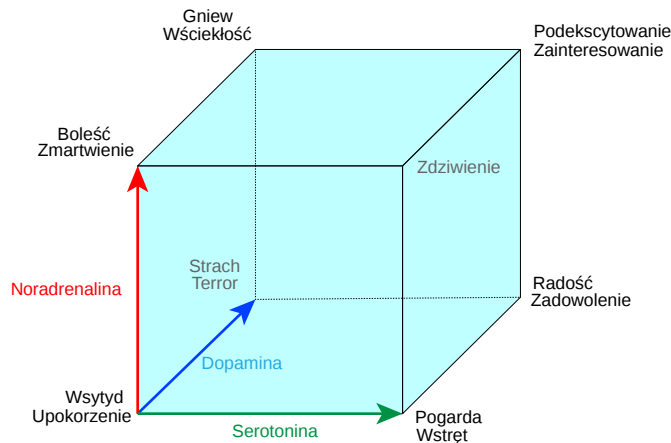 Gniew
Wściekłość
Podekscytowanie
Zainteresowanie
Boleść
Zmartwienie
Zdziwienie
Strach
Terror
Noradrenalina
Radość
Zadowolenie
Dopamina
Wsytyd
Upokorzenie
Serotonina
Pogarda
Wstręt